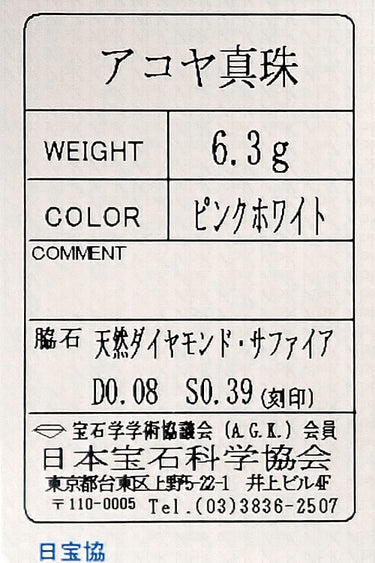 アコヤ真珠
WEIGHT 6.3g
COLOR ピンクホワイト
COMMENT
脇石 天然ダイヤモンド・サファイア
D0.08 S0.39(刻印)
宝石学学術協議会（A.G.K.）会員
日本宝石科学協会
東京都台東区上野5-22-1 井上ビル4F
〒110-0005 Tel.(03)3836-2507
日宝協